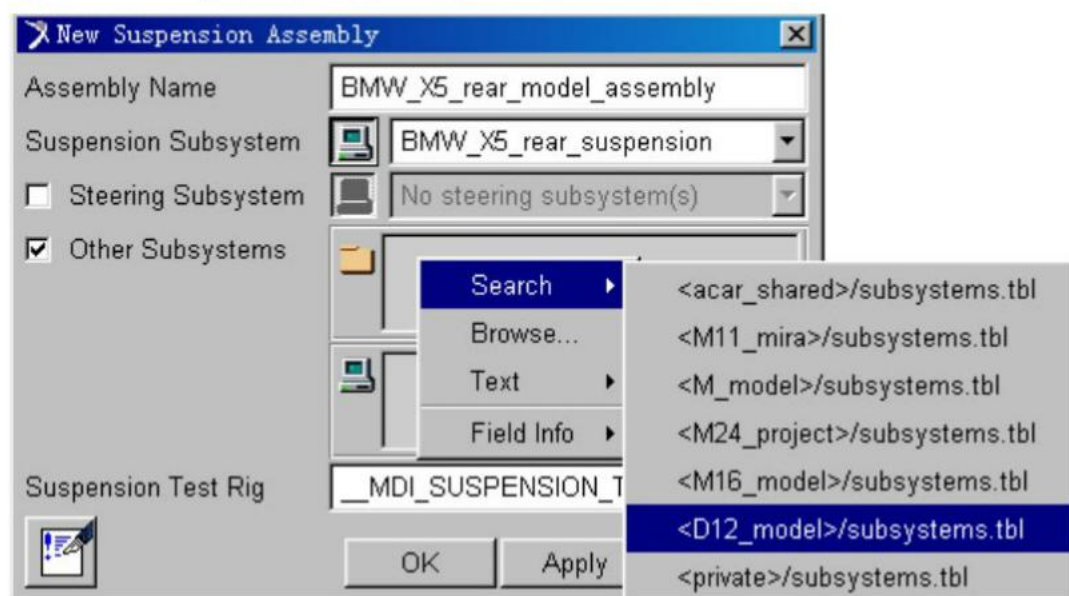 New Suspension Assembly
Assembly Name BMW_X5_rear_model_assembly
Suspension Subsystem BMW_X5_rear_suspension
Steering Subsystem No steering subsystem(s)
Other Subsystems
Search
Browse...
Text
Field Info
<acar_shared>/subsystems.tbl
<M11_mira>/subsystems.tbl
<M_model>/subsystems.tbl
<M24_project>/subsystems.tbl
<M16_model>/subsystems.tbl
<D12_model>/subsystems.tbl
<private>/subsystems.tbl
Suspension Test Rig __MDI_SUSPENSION_T
OK Apply